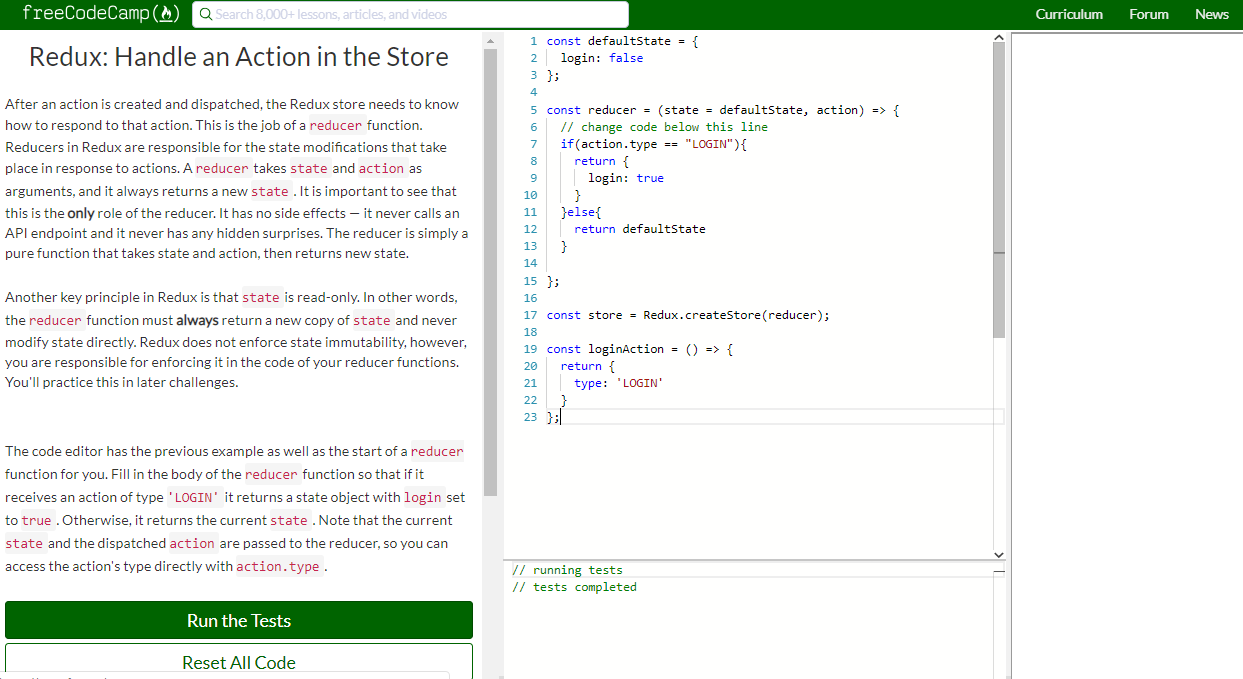 freeCodeCamp(🔥)
Search 8,000+ lessons, articles, and videos
Curriculum Forum News
Redux: Handle an Action in the Store
After an action is created and dispatched, the Redux store needs to know
how to respond to that action. This is the job of a reducer function.
Reducers in Redux are responsible for the state modifications that take
place in response to actions. A reducer takes state and action as
arguments, and it always returns a new state . It is important to see that
this is the only role of the reducer. It has no side effects — it never calls an
API endpoint and it never has any hidden surprises. The reducer is simply a
pure function that takes state and action, then returns new state.
Another key principle in Redux is that state is read-only. In other words,
the reducer function must always return a new copy of state and never
modify state directly. Redux does not enforce state immutability, however,
you are responsible for enforcing it in the code of your reducer functions.
You'll practice this in later challenges.
The code editor has the previous example as well as the start of a reducer
function for you. Fill in the body of the reducer function so that if it
receives an action of type 'LOGIN' it returns a state object with login set
to true . Otherwise, it returns the current state . Note that the current
state and the dispatched action are passed to the reducer, so you can
access the action's type directly with action.type .
Run the Tests
Reset All Code
1 const defaultState = {
2   login: false
3 };
4
5 const reducer = (state = defaultState, action) => {
6   // change code below this line
7   if(action.type == "LOGIN"){
8     return {
9       login: true
10     }
11   }else{
12     return defaultState
13   }
14
15 };
16
17 const store = Redux.createStore(reducer);
18
19 const loginAction = () => {
20   return {
21     type: 'LOGIN'
22   }
23 };
// running tests
// tests completed